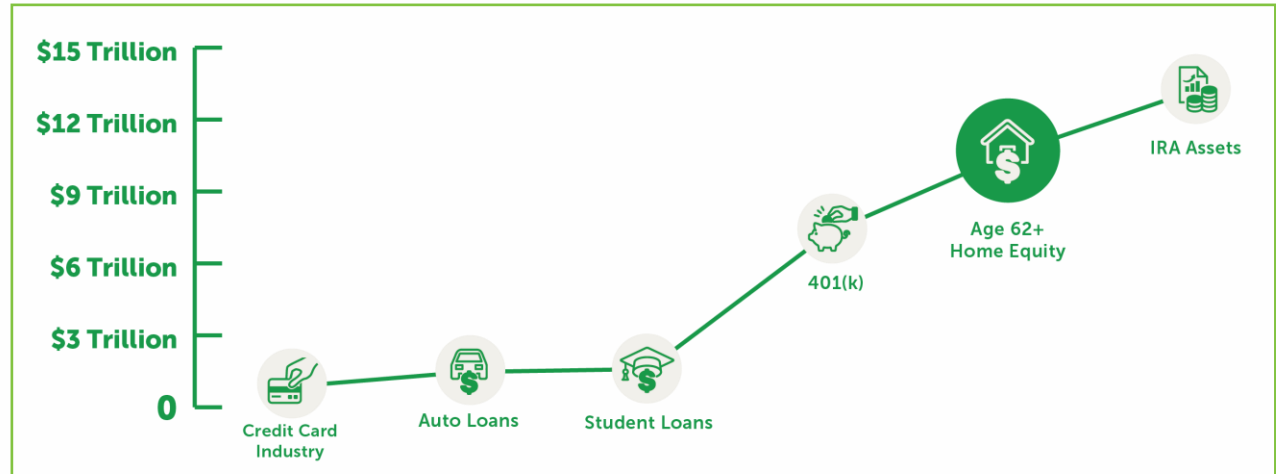 $15 Trillion
$12 Trillion
$9 Trillion
$6 Trillion
$3 Trillion
0
Credit Card
Industry
Auto Loans
$
Student Loans
$
401(k)
Age 62+
Home Equity
$
IRA Assets